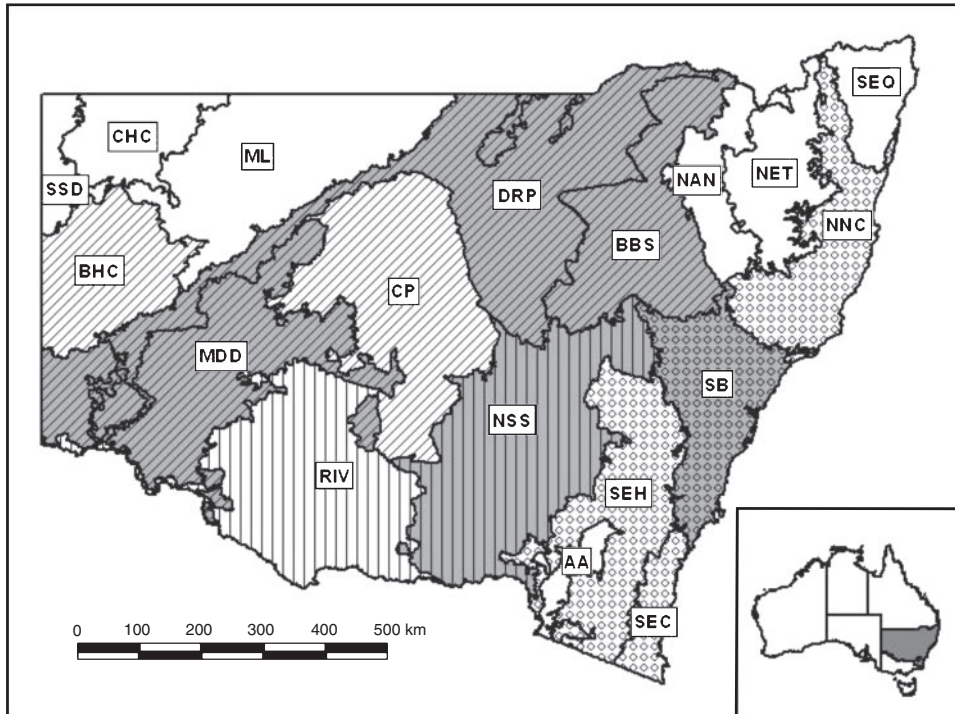 SEQ
CHC
ML
SSD
NAN
NET
DRP
NNC
BBS
BHC
CP
MDD
SB
NSS
RIV
SEH
AA
SEC
0 100 200 300 400 500 km